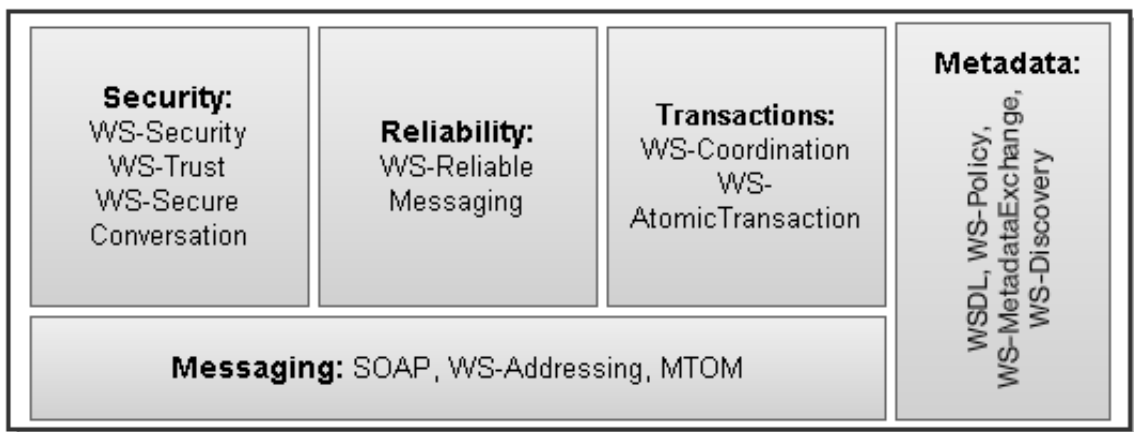 Security:
WS-Security
WS-Trust
WS-Secure
Conversation
Reliability:
WS-Reliable
Messaging
Transactions:
WS-Coordination
WS-
AtomicTransaction
Metadata:
WSDL, WS-Policy,
WS-MetadataExchange,
WS-Discovery
Messaging: SOAP, WS-Addressing, MTOM